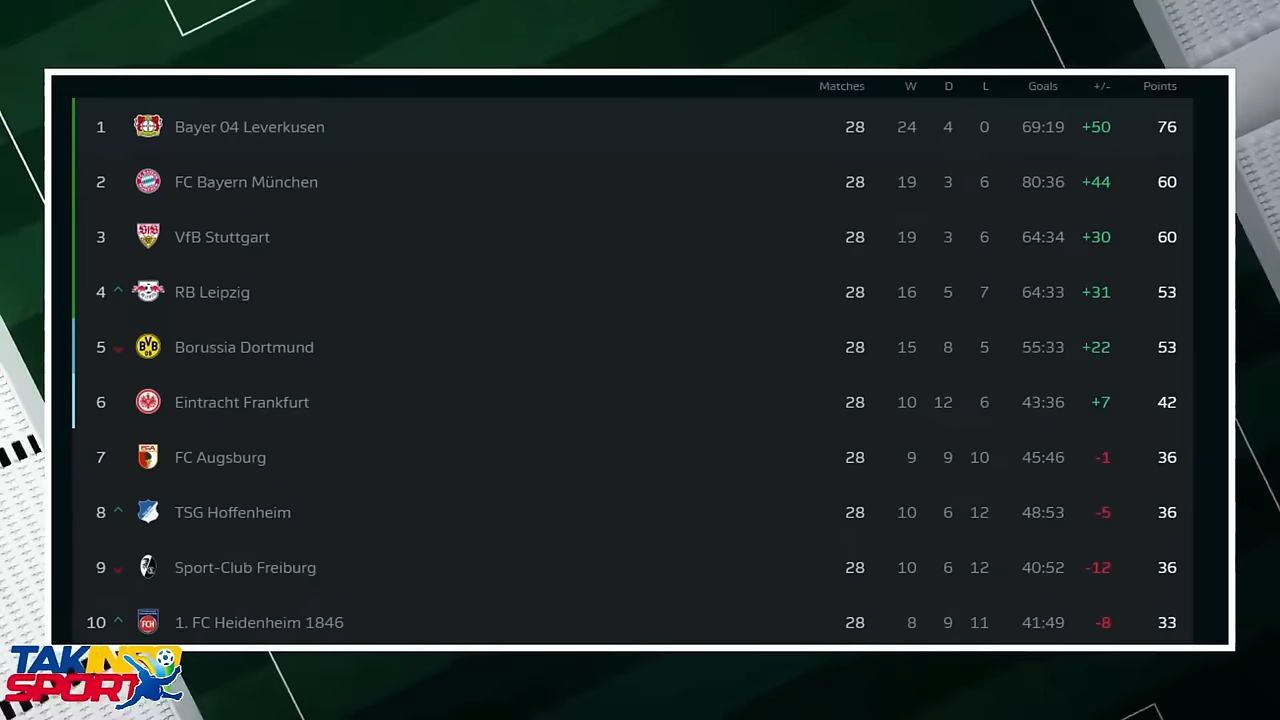 Matches W D L Goals +/- Points
1 Bayer 04 Leverkusen 28 24 4 0 69:19 +50 76
2 FC Bayern München 28 19 3 6 80:36 +44 60
3 VfB Stuttgart 28 19 3 6 64:34 +30 60
4 RB Leipzig 28 16 5 7 64:33 +31 53
5 Borussia Dortmund 28 15 8 5 55:33 +22 53
6 Eintracht Frankfurt 28 10 12 6 43:36 +7 42
7 FC Augsburg 28 9 9 10 45:46 -1 36
8 TSG Hoffenheim 28 10 6 12 48:53 -5 36
9 Sport-Club Freiburg 28 10 6 12 40:52 -12 36
10 1. FC Heidenheim 1846 28 8 9 11 41:49 -8 33
TAKINFO
SPORT